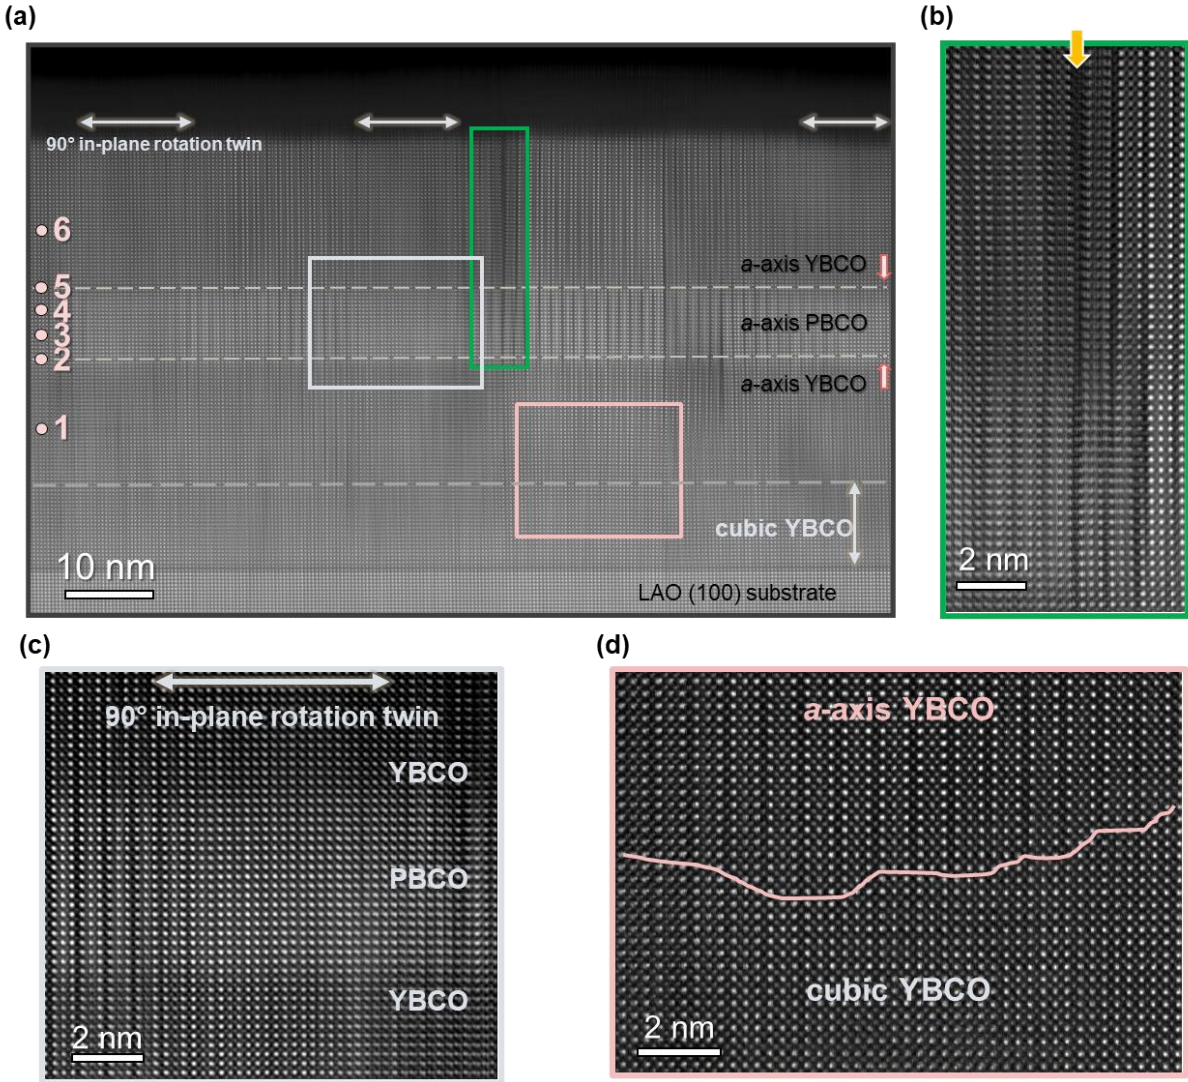 (a)
90° in-plane rotation twin
6
5
4
3
2
1
a-axis YBCO
a-axis PBCO
a-axis YBCO
cubic YBCO
10 nm
LAO (100) substrate
(b)
2 nm
(c)
90° in-plane rotation twin
YBCO
PBCO
YBCO
2 nm
(d)
a-axis YBCO
cubic YBCO
2 nm